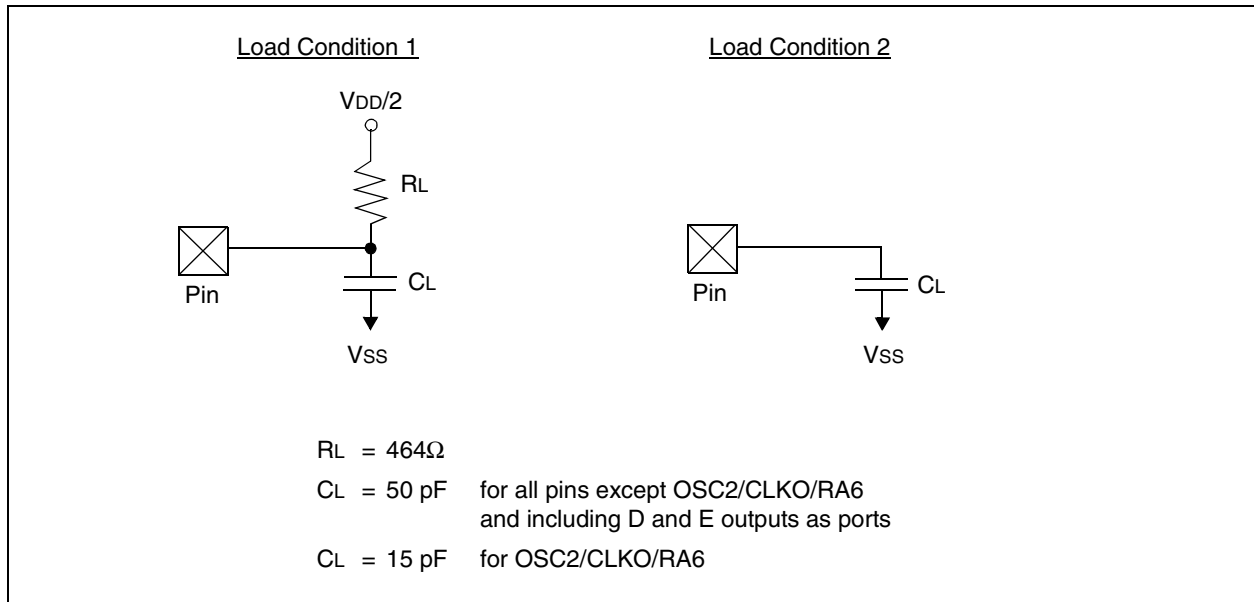 Load Condition 1
Load Condition 2
VDD/2
RL
Pin
CL
VSS
Pin
CL
VSS
RL = 464Ω
CL = 50 pF for all pins except OSC2/CLKO/RA6
and including D and E outputs as ports
CL = 15 pF for OSC2/CLKO/RA6